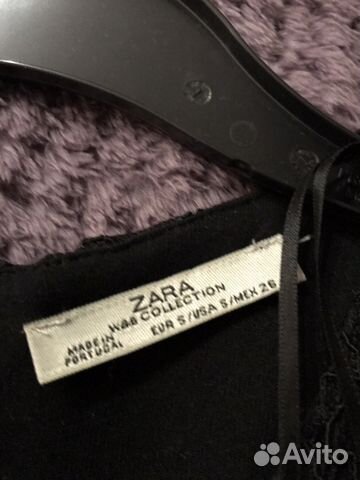 ZARA
W&B COLLECTION
MADE IN
PORTUGAL
EUR S/USA S/MEX 26
Avito